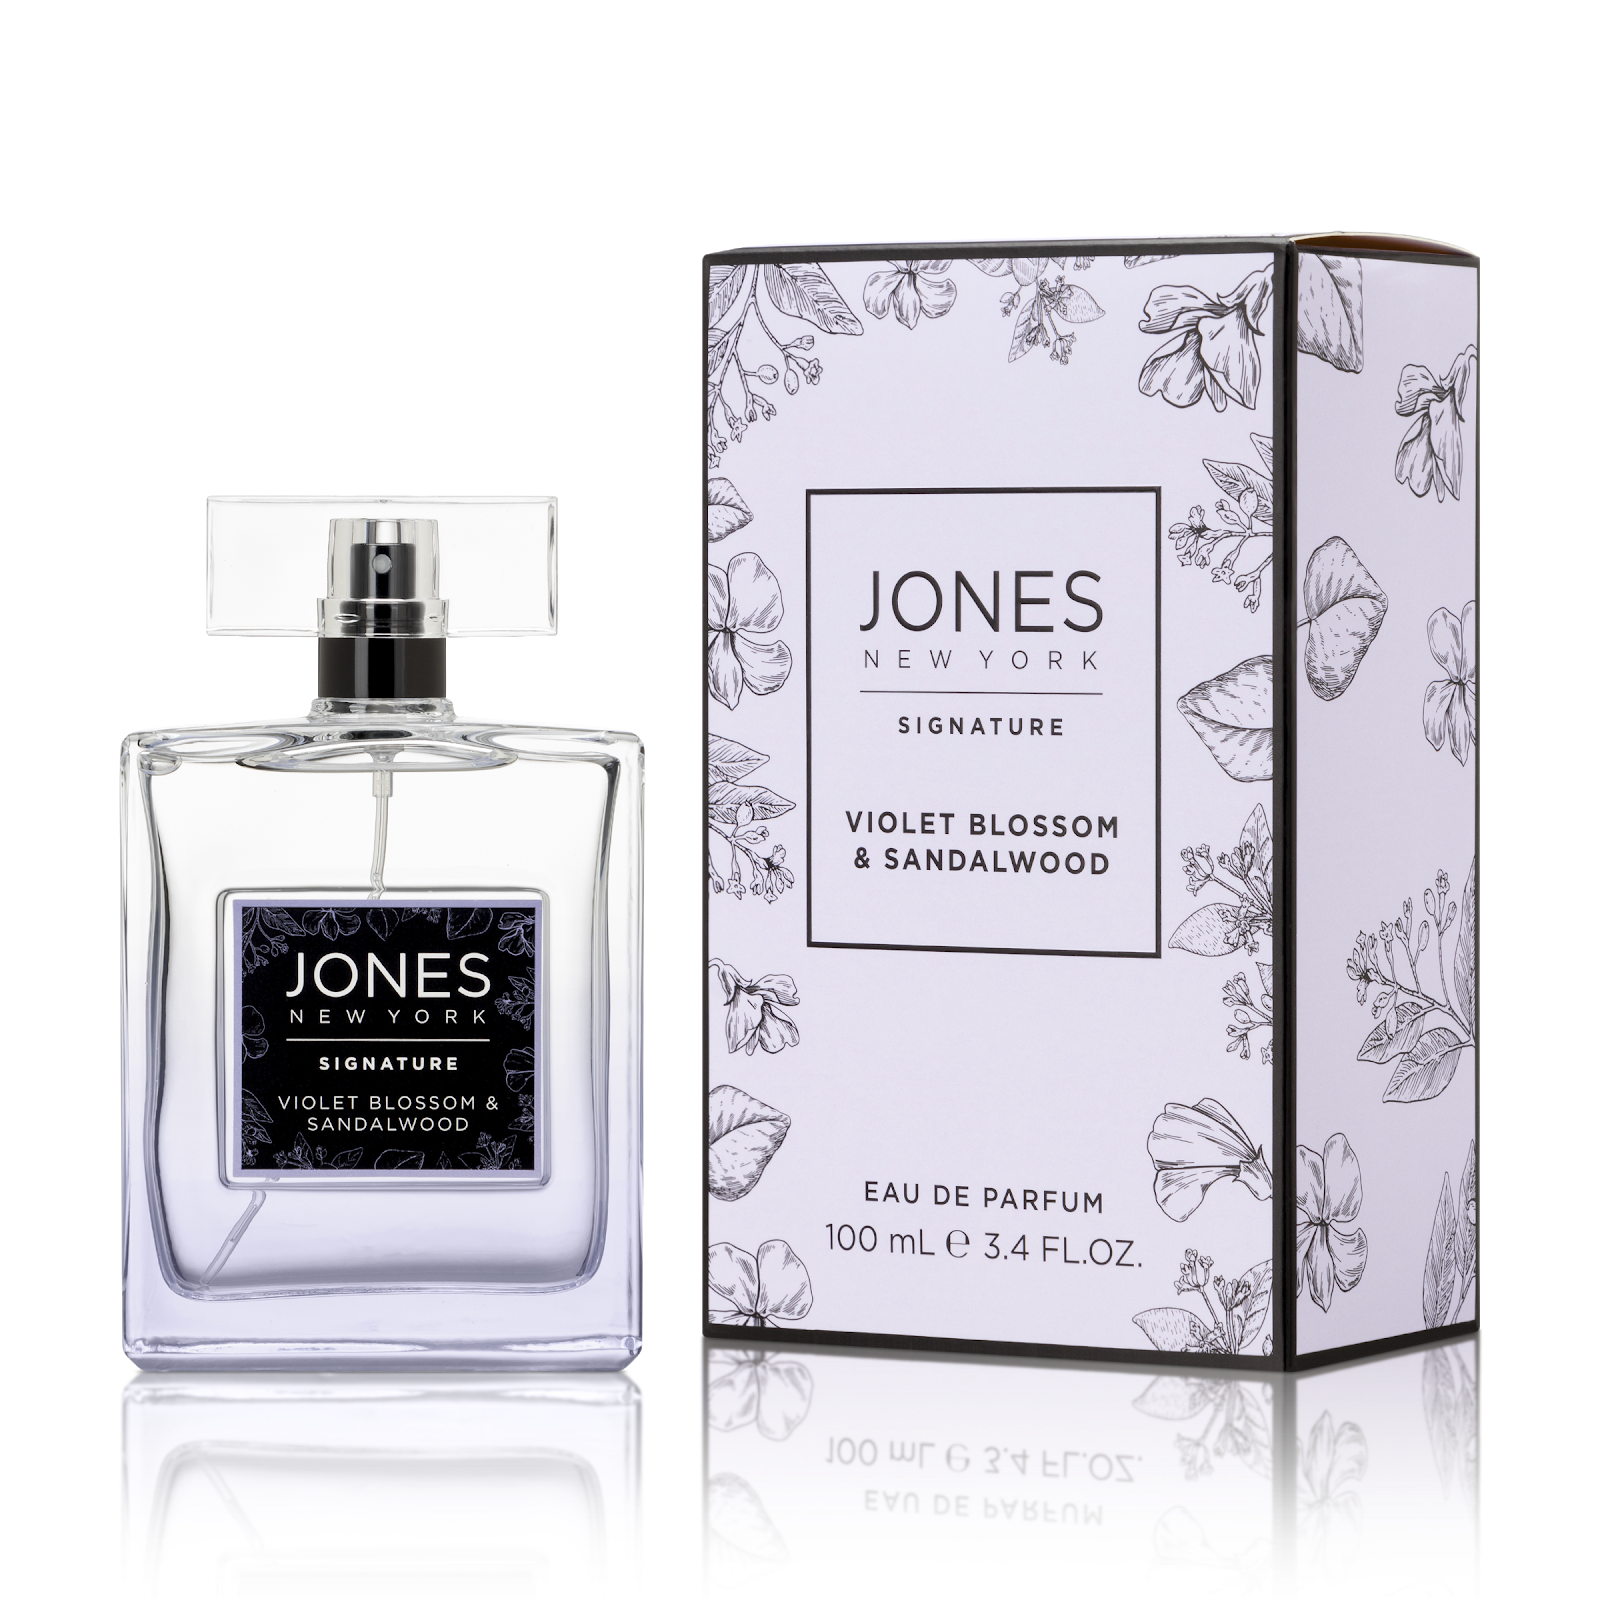 JONES
NEW YORK
SIGNATURE
VIOLET BLOSSOM &
SANDALWOOD
JONES
NEW YORK
SIGNATURE
VIOLET BLOSSOM
& SANDALWOOD
EAU DE PARFUM
100 mL ℮ 3.4 FL.OZ.